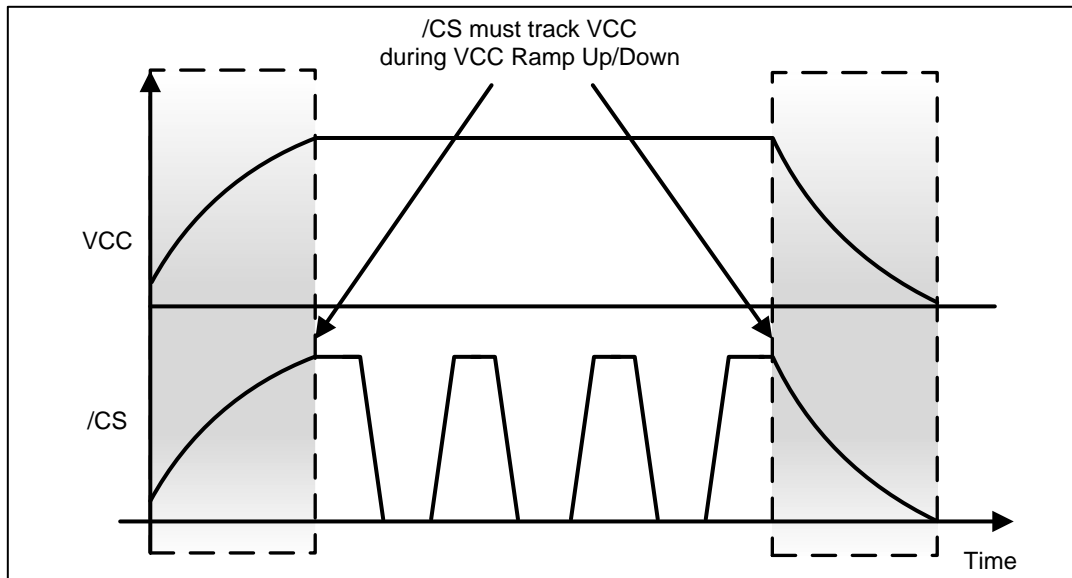 /CS must track VCC
during VCC Ramp Up/Down
VCC
/CS
Time